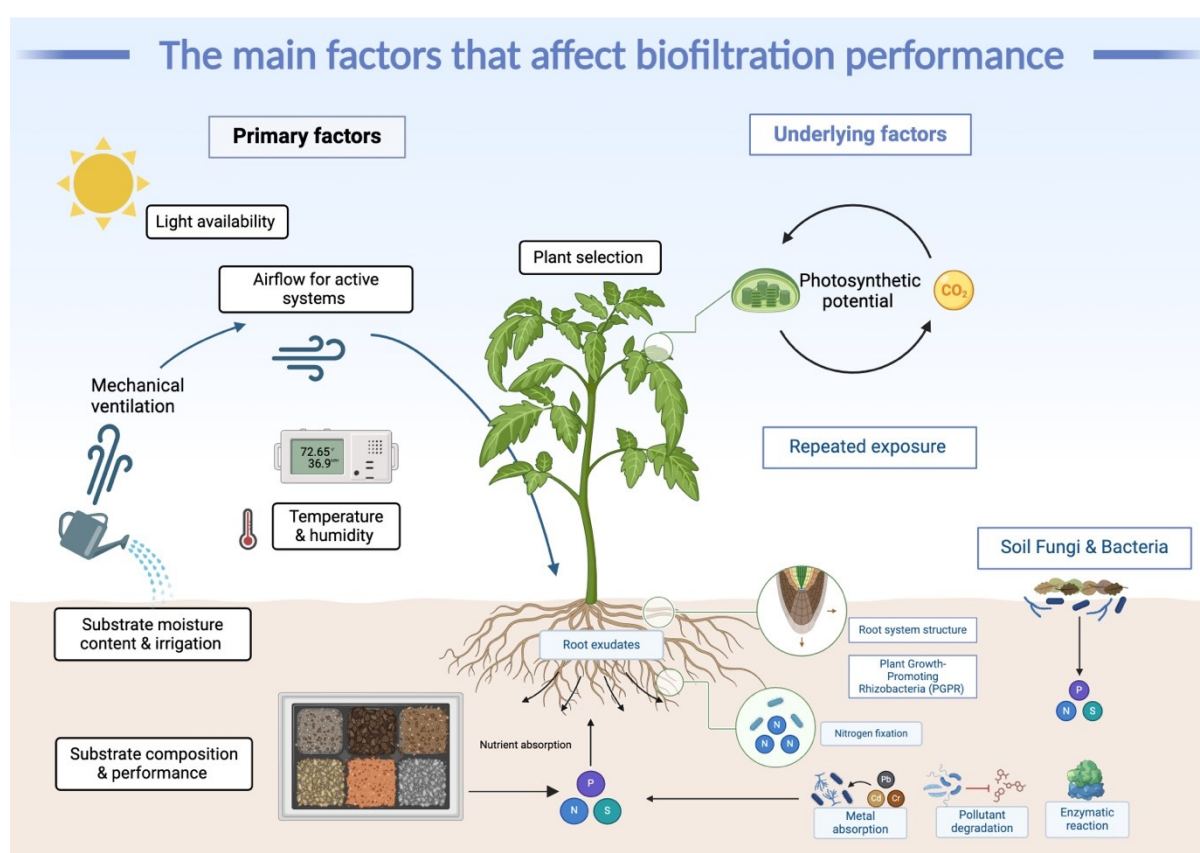 The main factors that affect biofiltration performance
Primary factors
Underlying factors
Light availability
Airflow for active
systems
Plant selection
Photosynthetic
potential
CO₂
Mechanical
ventilation
72.65°
36.9
Temperature
& humidity
Repeated exposure
Soil Fungi & Bacteria
Substrate moisture
content & irrigation
Root exudates
Root system structure
Plant Growth-
Promoting
Rhizobacteria (PGPR)
P
N
S
Nitrogen fixation
N
N
N
Substrate composition
& performance
Nutrient absorption
P
N
S
Pb
Cd
Cr
Metal
absorption
Pollutant
degradation
Enzymatic
reaction